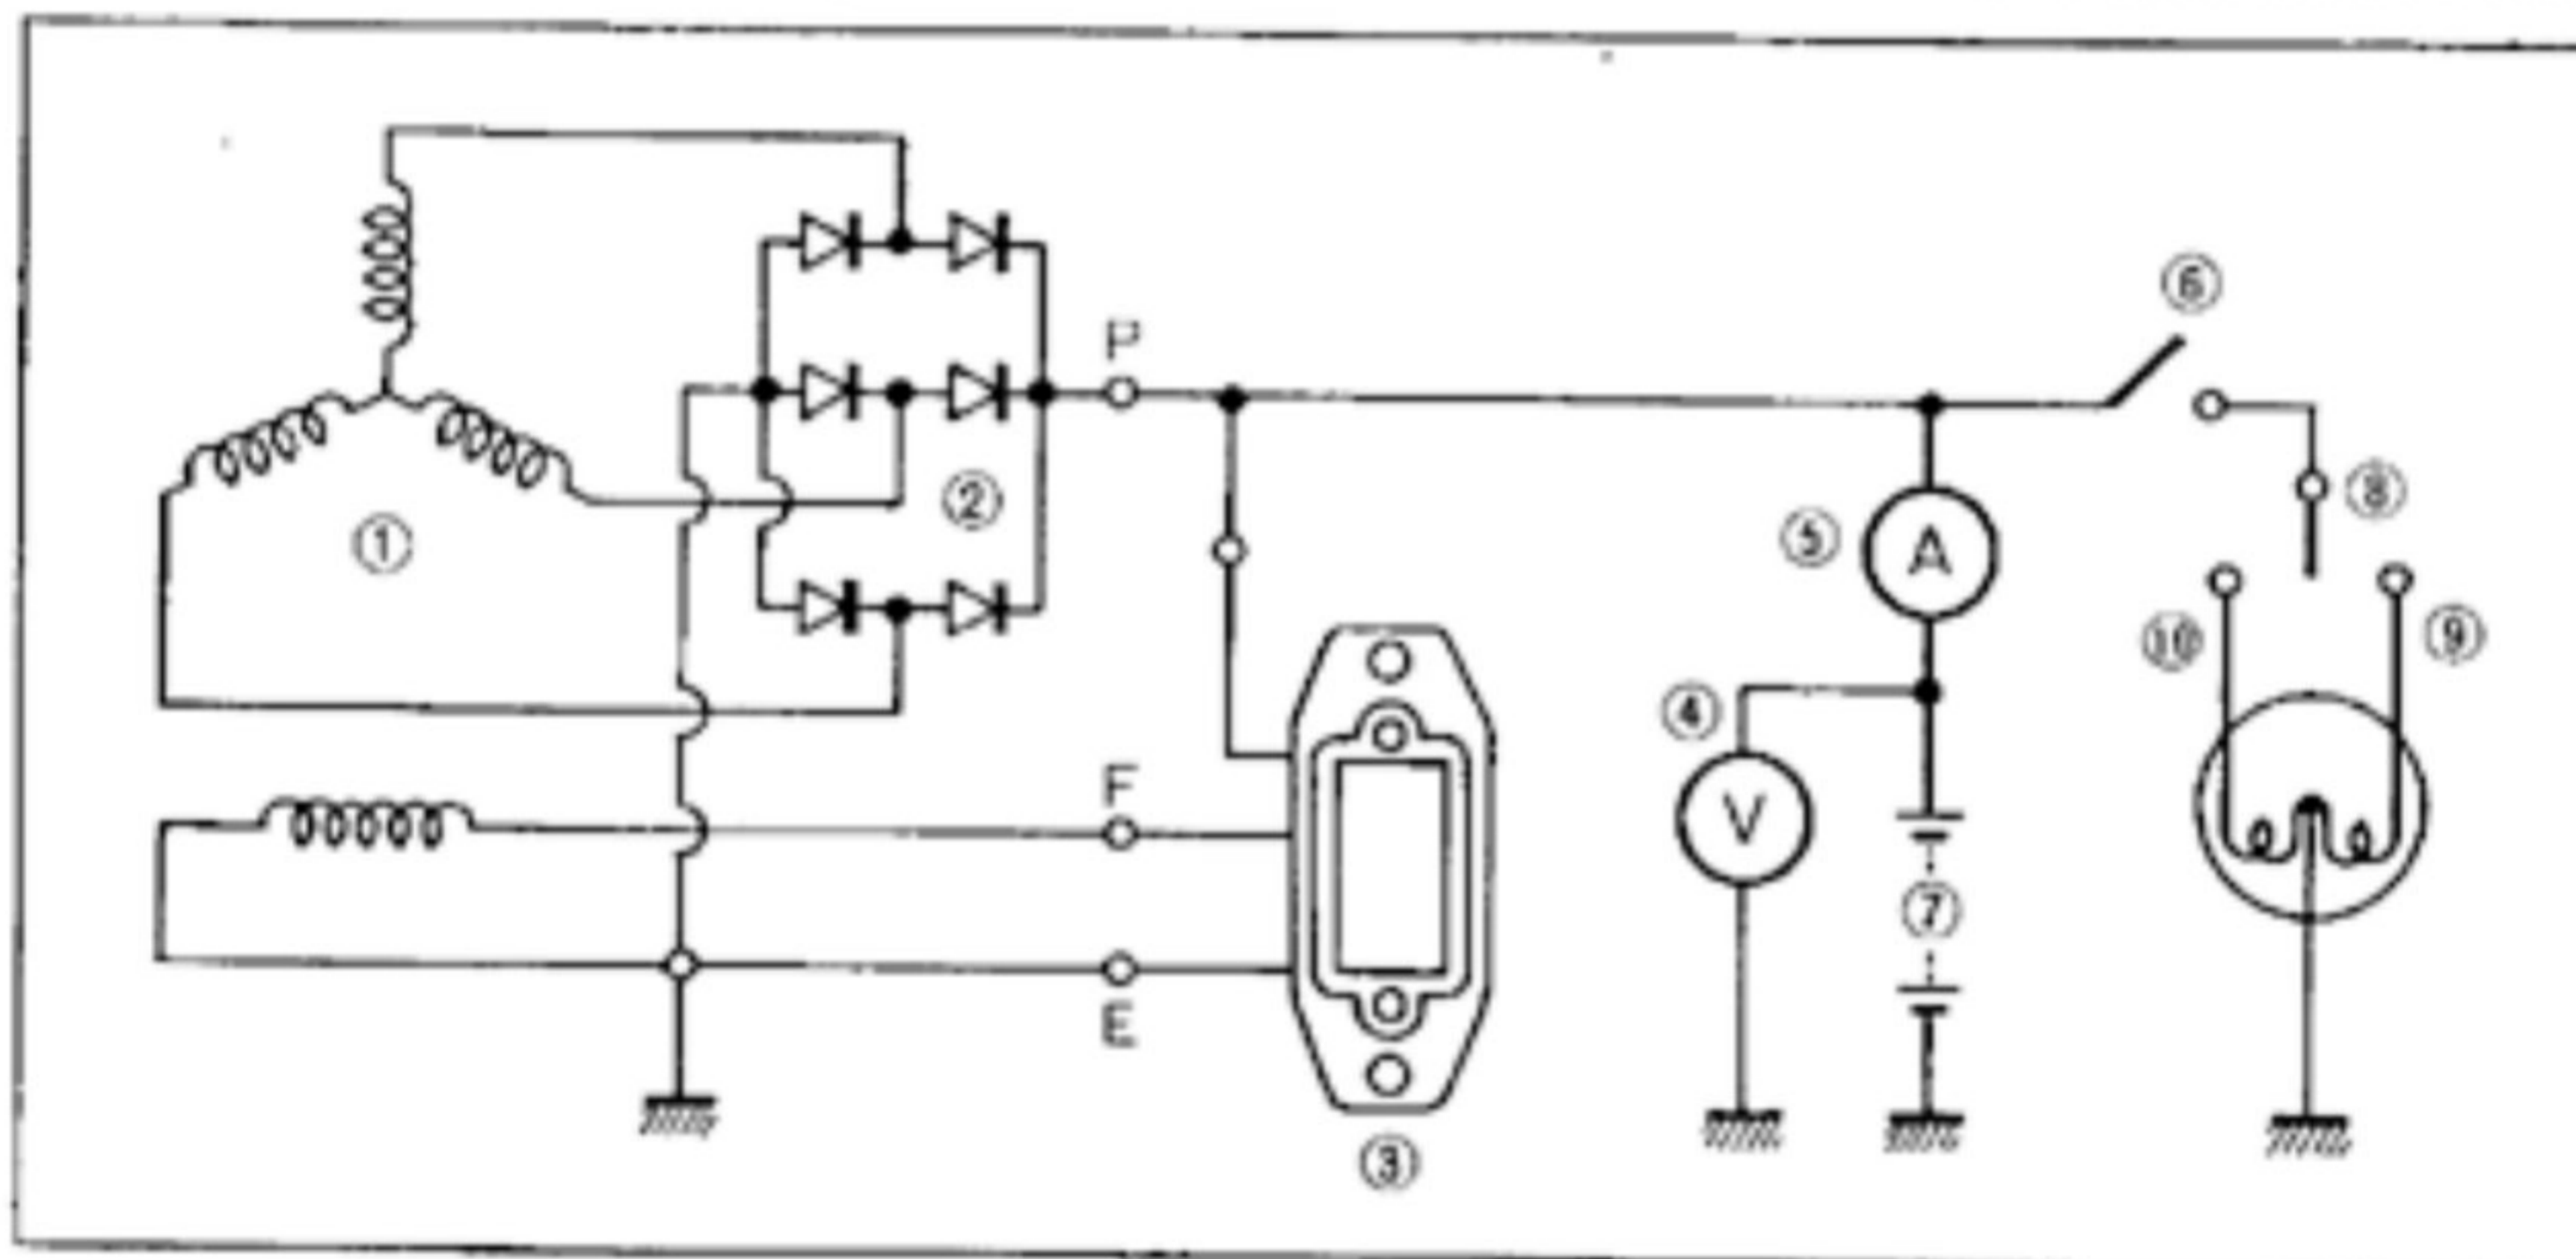 ⑥
P
⑧
②
①
⑤ A
⑩ ⑨
④
F
V
⑦
E
③